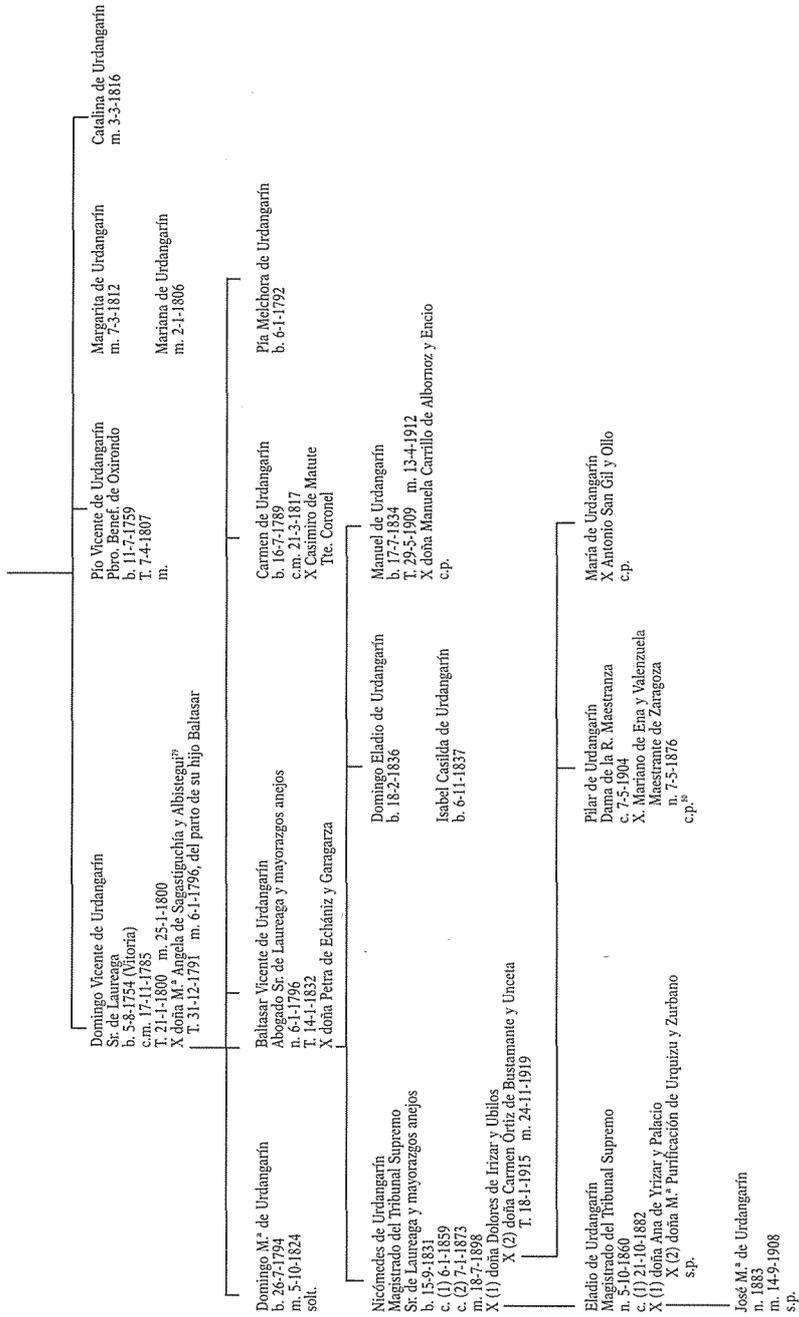 Domingo Vicente de Urdangarín
Sr. de Laureaga
b. 5-8-1754 (Vitoria)
c.m. 17-11-1785
T. 21-1-1800 m. 25-1-1800
X doña M.ª Angela de Sagastiguchía y Albistegui⁷⁹
T. 31-12-1791 m. 6-1-1796, del parto de su hijo Baltasar
Pío Vicente de Urdangarín
Pbro. Benef. de Oxirondo
b. 11-7-1759
T. 7-4-1807
m.
Margarita de Urdangarín
m. 7-3-1812
Mariana de Urdangarín
m. 2-1-1806
Catalina de Urdangarín
m. 3-3-1816
Domingo M.ª de Urdangarín
b. 26-7-1794
m. 5-10-1824
solt.
Baltasar Vicente de Urdangarín
Abogado Sr. de Laureaga y mayorazgos anejos
n. 6-1-1796
T. 14-1-1832
X doña Petra de Echániz y Garagarza
Carmen de Urdangarín
b. 16-7-1789
c.m. 21-3-1817
X Casimiro de Matute
Tte. Coronel
Pía Melchora de Urdangarín
b. 6-1-1792
Nicómedes de Urdangarín
Magistrado del Tribunal Supremo
Sr. de Laureaga y mayorazgos anejos
b. 15-9-1831
c. (1) 6-1-1859
c. (2) 7-1-1873
m. 18-7-1898
X (1) doña Dolores de Irizar y Ubilos
X (2) doña Carmen Ortiz de Bustamante y Unceta
T. 18-1-1915 m. 24-11-1919
Domingo Eladio de Urdangarín
b. 18-2-1836
Isabel Casilda de Urdangarín
b. 6-11-1837
Manuel de Urdangarín
b. 17-7-1834
T. 29-5-1909 m. 13-4-1912
X doña Manuela Carrillo de Albornoz y Encio
c.p.
Eladio de Urdangarín
Magistrado del Tribunal Supremo
n. 5-10-1860
c. (1) 21-10-1882
X (1) doña Ana de Yrizar y Palacio
X (2) doña M.ª Purificación de Urquizu y Zurbano
s.p.
Pilar de Urdangarín
Dama de la R. Maestranza
c. 7-5-1904
X. Mariano de Ena y Valenzuela
Maestrante de Zaragoza
n. 7-5-1876
c.p.⁸⁰
María de Urdangarín
X Antonio San Gil y Ollo
c.p.
José M.ª de Urdangarín
n. 1883
m. 14-9-1908
s.p.